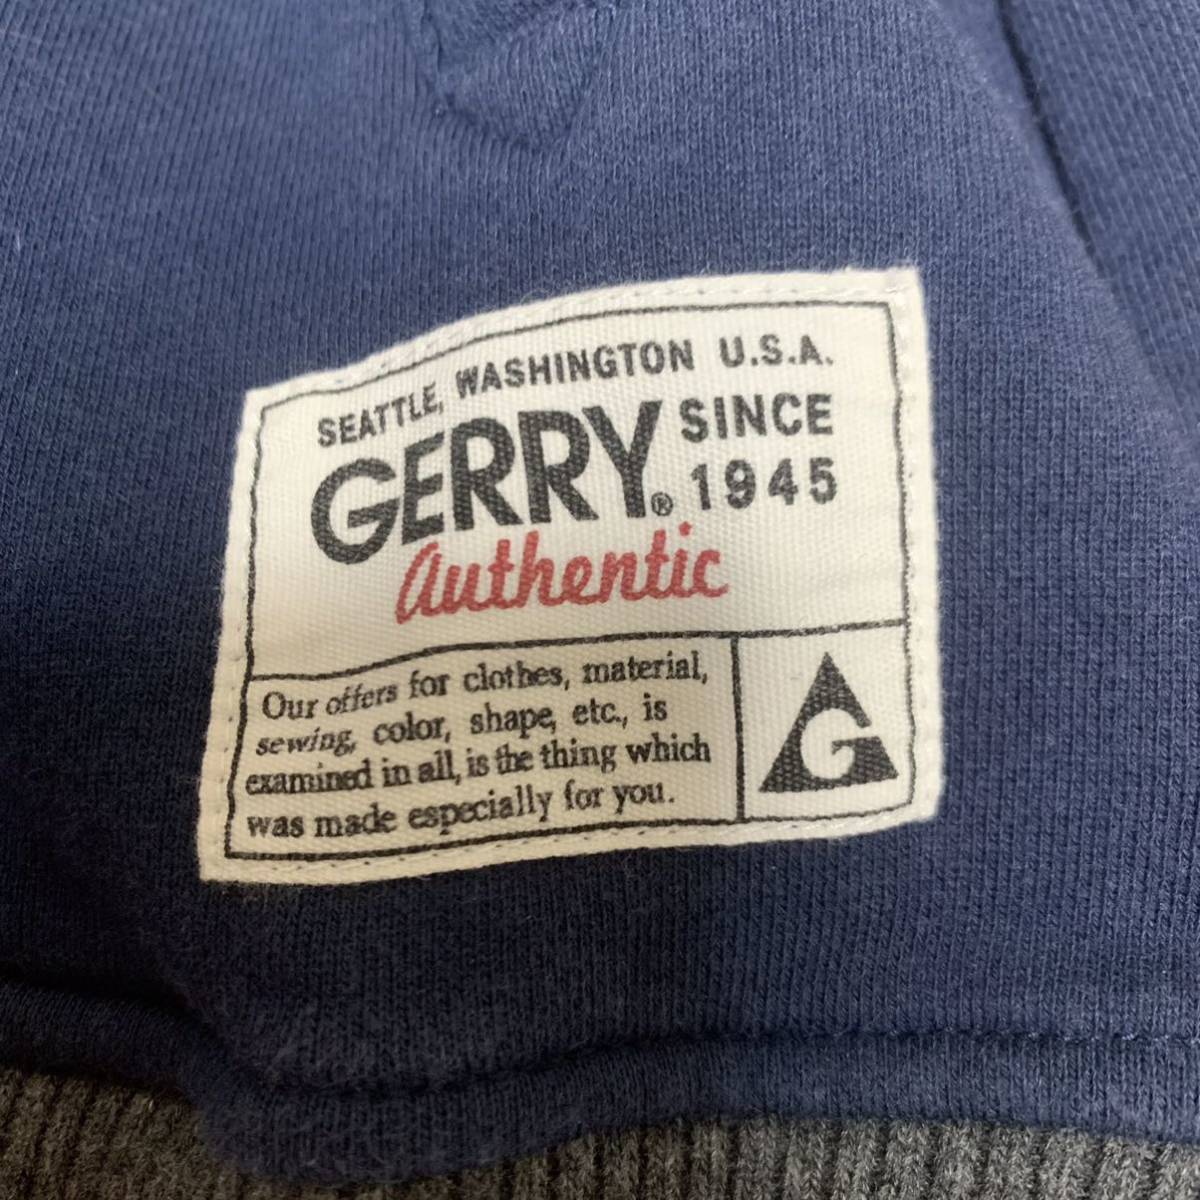 SEATTLE, WASHINGTON U.S.A.
GERRY® SINCE
1945
Authentic
Our offers for clothes, material,
sewing, color, shape, etc., is
examined in all, is the thing which
was made especially for you.
G